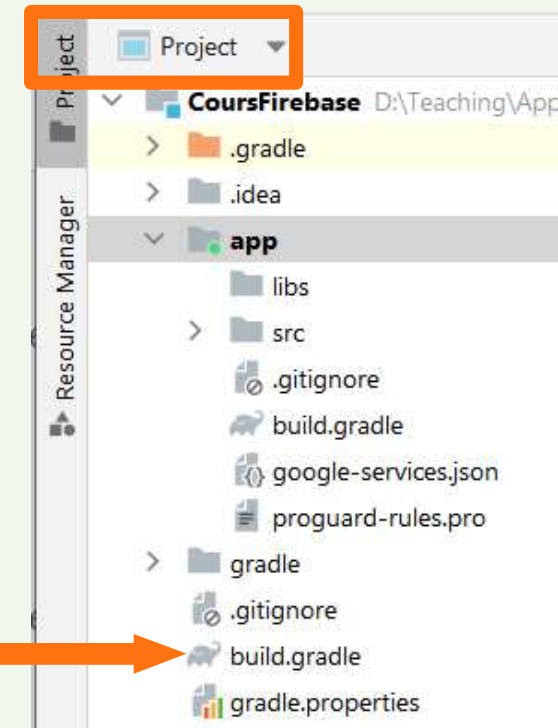 Project
Project
CoursFirebase D:\Teaching\App
.gradle
.idea
app
libs
src
.gitignore
build.gradle
google-services.json
proguard-rules.pro
gradle
.gitignore
build.gradle
gradle.properties
Resource Manager